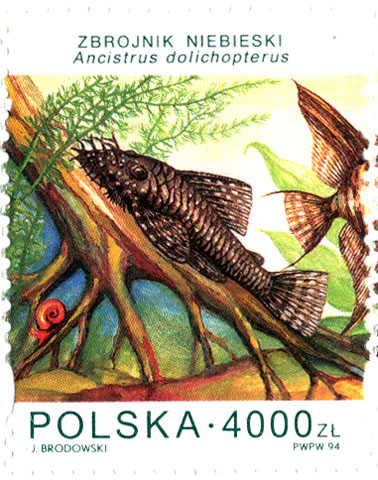 ZBROJNIK NIEBIESKI
Ancistrus dolichopterus
POLSKA · 4000 ZŁ
J. BRODOWSKI PWPW 94